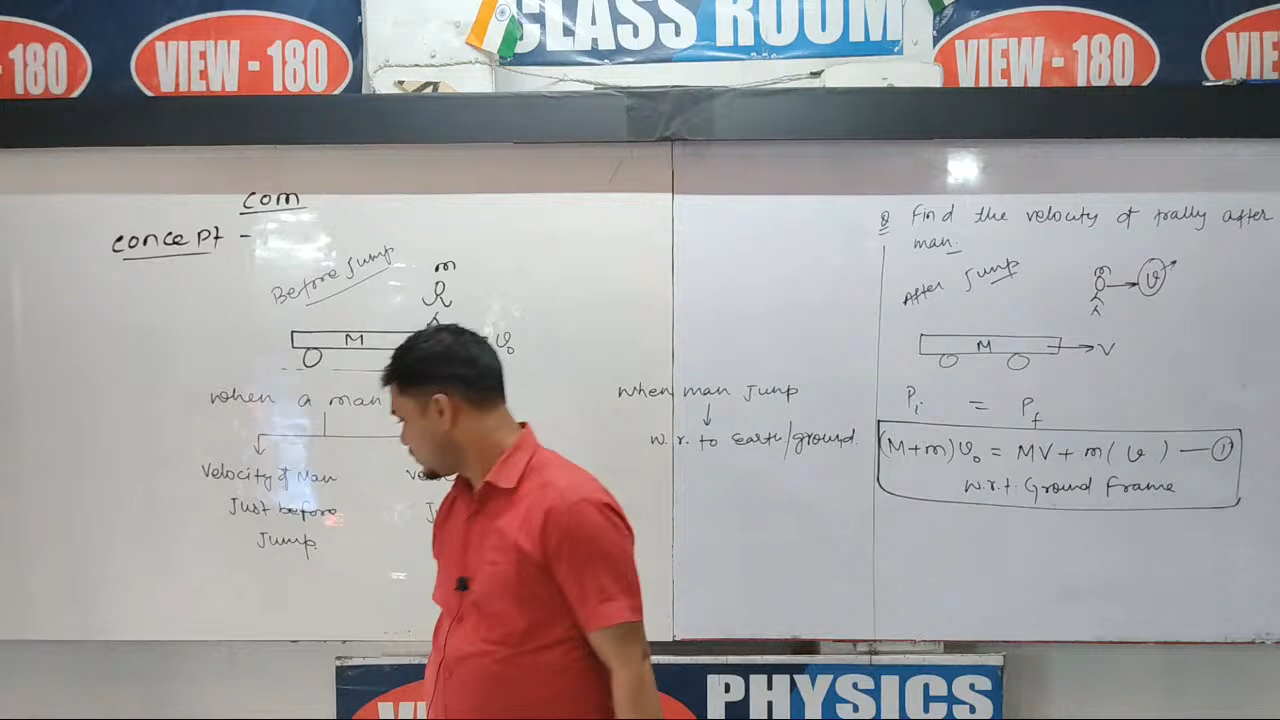 CLASS ROOM
- 180
VIEW - 180
VIEW - 180
VIE
com
concept -
Before Jump
m
M
v₀
when a man
Velocity of Man
Just before
Jump.
when man Jump
w.r. to Earth/ground.
Q Find the velocity of trally after
man.
After Jump
m
v
M
V
Pi = Pf
(M+m)v₀ = MV + m( v ) — ①
w.r.t. Ground frame
PHYSICS